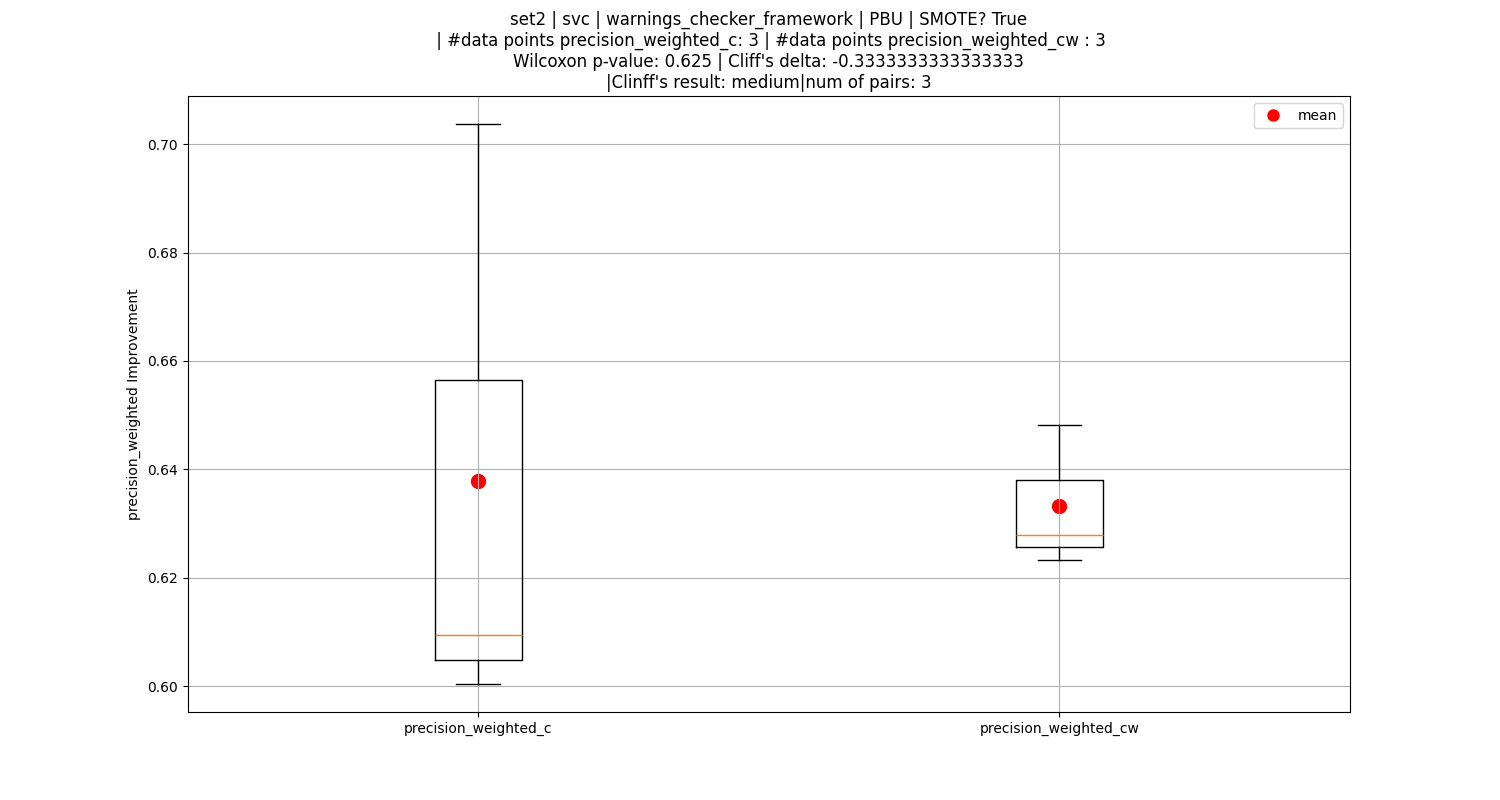 set2 | svc | warnings_checker_framework | PBU | SMOTE? True
| #data points precision_weighted_c: 3 | #data points precision_weighted_cw : 3
Wilcoxon p-value: 0.625 | Cliff's delta: -0.3333333333333333
|Clinff's result: medium|num of pairs: 3
mean
0.70
0.68
0.66
0.64
0.62
0.60
precision_weighted Improvement
precision_weighted_c
precision_weighted_cw